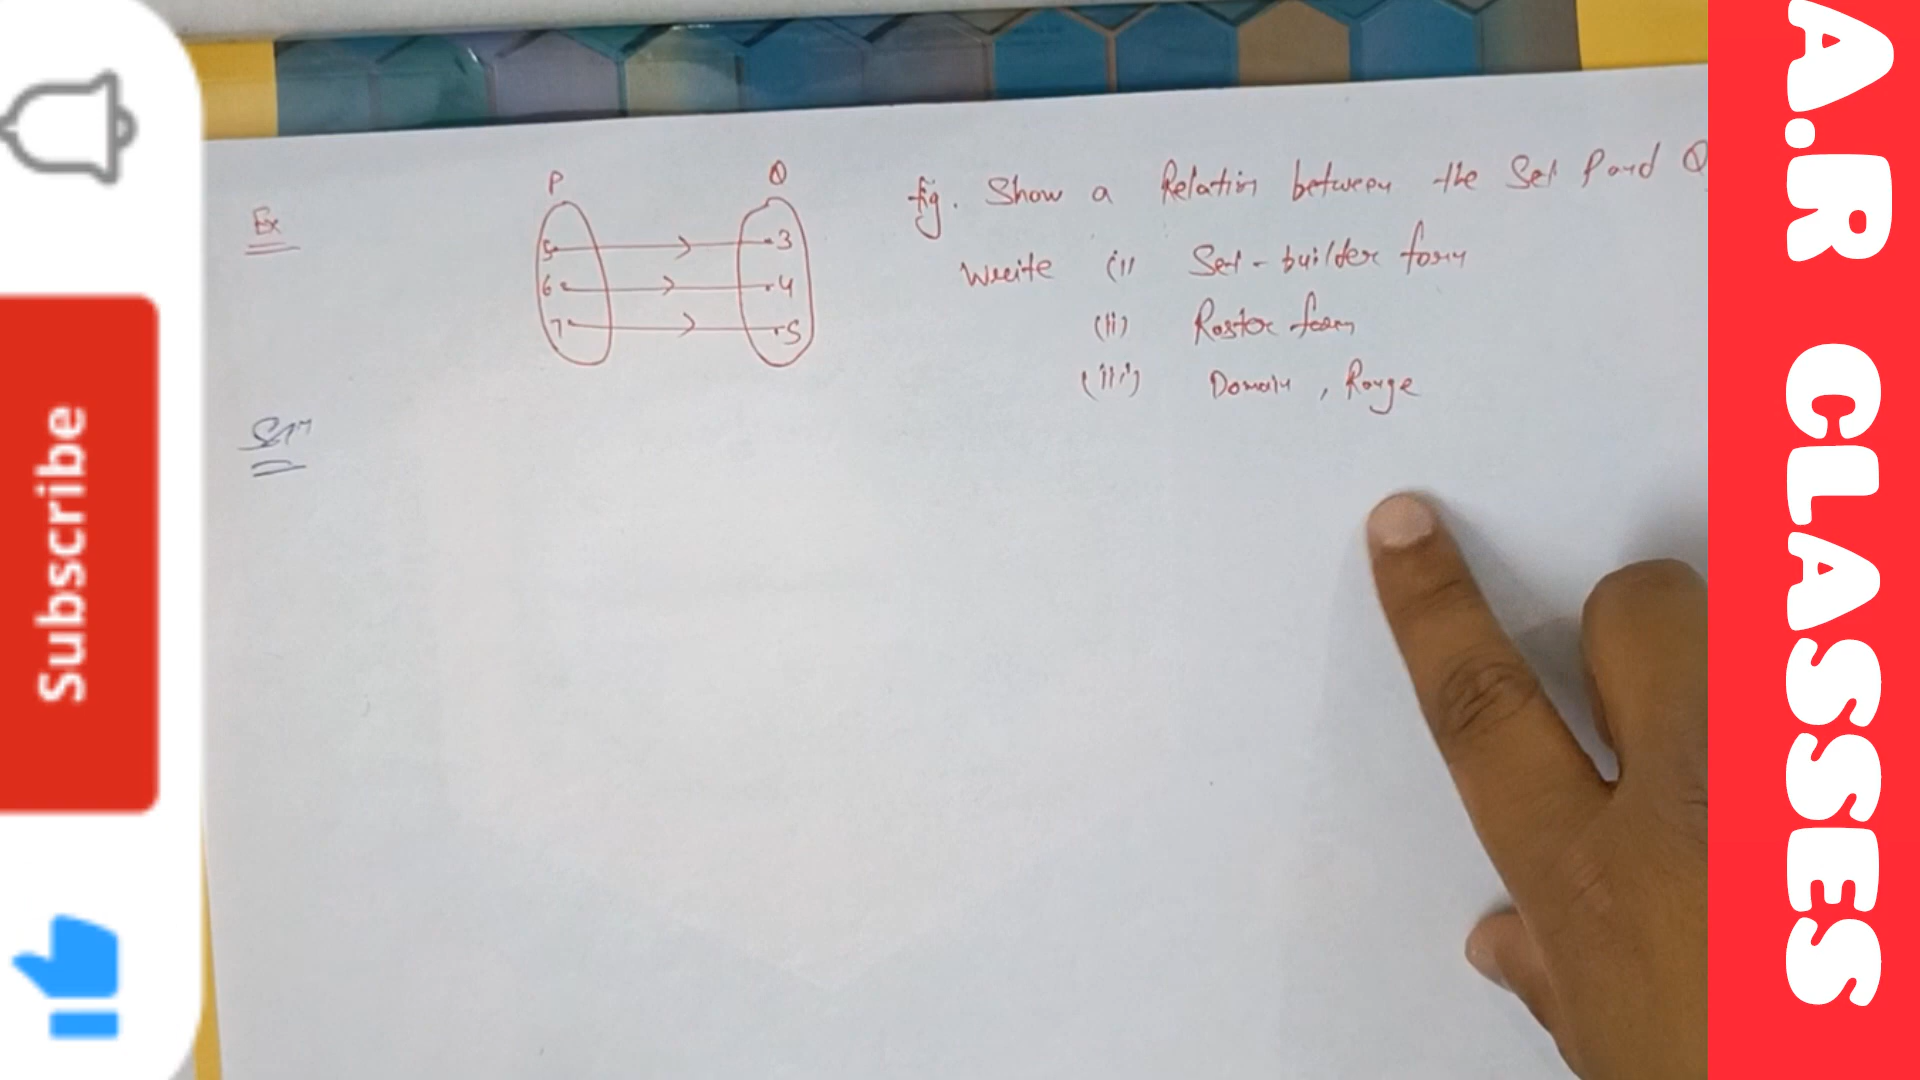 Ex
P Q
5 3
6 4
7 5
fig. Show a Relation between the Set P and Q
Write (i) Set-builder form
(ii) Roster form
(iii) Domain, Range
Soln
Subscribe
A.R CLASSES